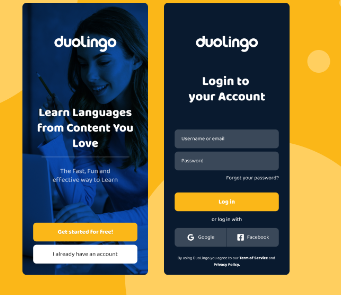 duolingo
Learn Languages
from Content You
Love
The Fast, Fun and
effective way to Learn
Get started for free!
I already have an account
duolingo
Login to
your Account
Username or email
Password
Forget your password?
Log in
or log in with
Google
Facebook
By using Duolingo you agree to our Term of Service and
Privacy Policy.